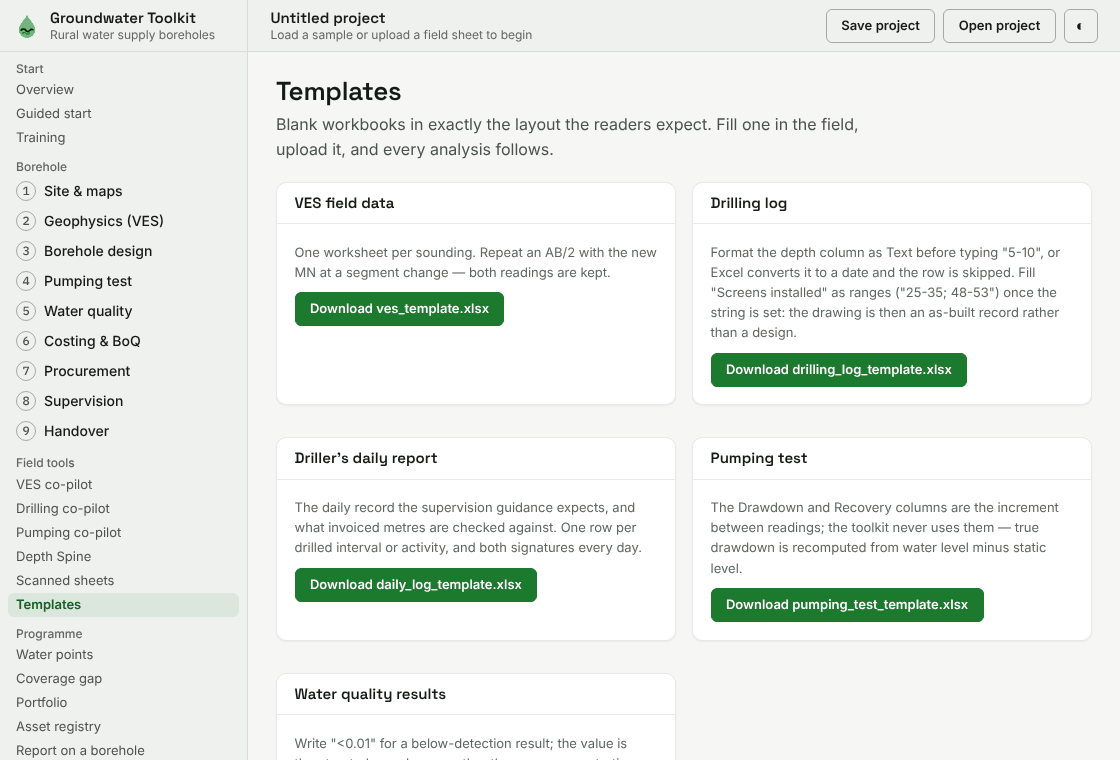 Groundwater Toolkit
Rural water supply boreholes
Untitled project
Load a sample or upload a field sheet to begin
Save project
Open project
Start
Overview
Guided start
Training
Borehole
1 Site & maps
2 Geophysics (VES)
3 Borehole design
4 Pumping test
5 Water quality
6 Costing & BoQ
7 Procurement
8 Supervision
9 Handover
Field tools
VES co-pilot
Drilling co-pilot
Pumping co-pilot
Depth Spine
Scanned sheets
Templates
Programme
Water points
Coverage gap
Portfolio
Asset registry
Report on a borehole
Templates
Blank workbooks in exactly the layout the readers expect. Fill one in the field,
upload it, and every analysis follows.
VES field data
One worksheet per sounding. Repeat an AB/2 with the new
MN at a segment change — both readings are kept.
Download ves_template.xlsx
Drilling log
Format the depth column as Text before typing "5-10", or
Excel converts it to a date and the row is skipped. Fill
"Screens installed" as ranges ("25-35; 48-53") once the
string is set: the drawing is then an as-built record rather
than a design.
Download drilling_log_template.xlsx
Driller's daily report
The daily record the supervision guidance expects, and
what invoiced metres are checked against. One row per
drilled interval or activity, and both signatures every day.
Download daily_log_template.xlsx
Pumping test
The Drawdown and Recovery columns are the increment
between readings; the toolkit never uses them — true
drawdown is recomputed from water level minus static
level.
Download pumping_test_template.xlsx
Water quality results
Write "<0.01" for a below-detection result; the value is